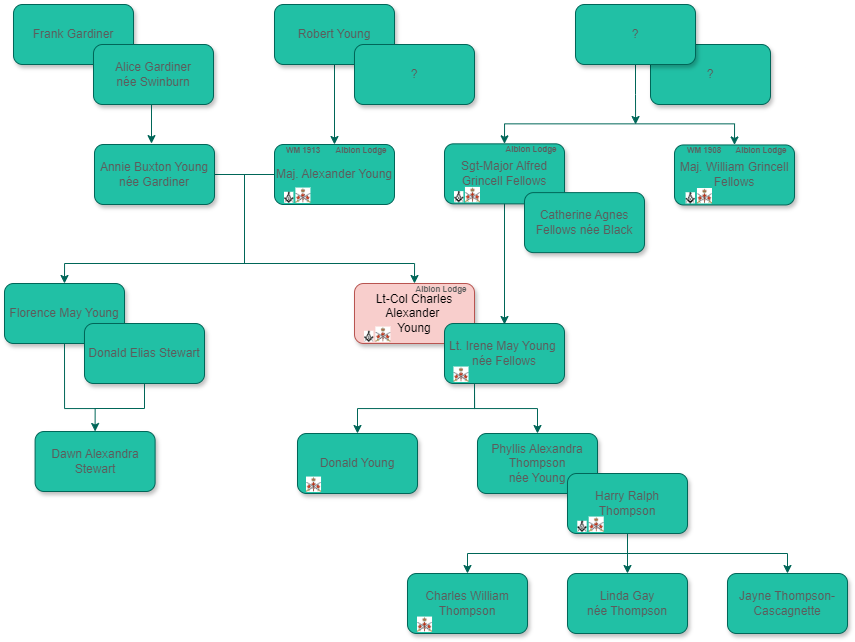 Frank Gardiner
Alice Gardiner
née Swinburn
Robert Young
?
?
?
Annie Buxton Young
née Gardiner
WM 1913 Albion Lodge
Maj. Alexander Young
Albion Lodge
Sgt-Major Alfred
Grincell Fellows
Catherine Agnes
Fellows née Black
WM 1908 Albion Lodge
Maj. William Grincell
Fellows
Florence May Young
Donald Elias Stewart
Albion Lodge
Lt-Col Charles
Alexander
Young
Lt. Irene May Young
née Fellows
Dawn Alexandra
Stewart
Donald Young
Phyllis Alexandra
Thompson
née Young
Harry Ralph
Thompson
Charles William
Thompson
Linda Gay
née Thompson
Jayne Thompson-
Cascagnette